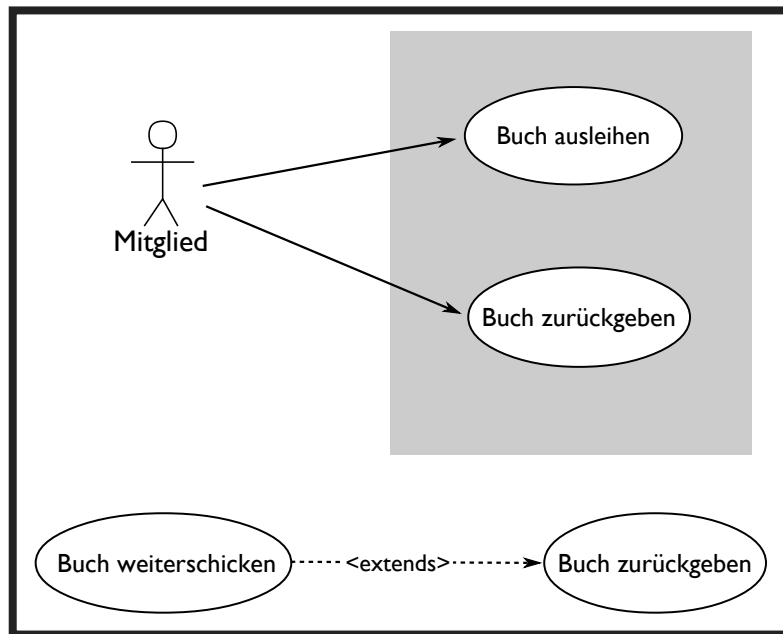 Buch ausleihen
Mitglied
Buch zurückgeben
Buch weiterschicken
<extends>
Buch zurückgeben